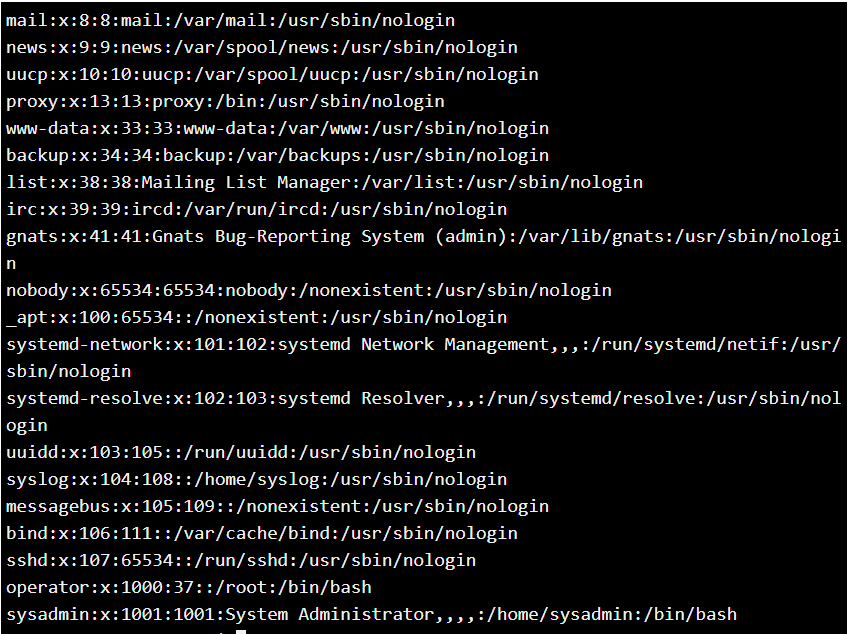 mail:x:8:8:mail:/var/mail:/usr/sbin/nologin
news:x:9:9:news:/var/spool/news:/usr/sbin/nologin
uucp:x:10:10:uucp:/var/spool/uucp:/usr/sbin/nologin
proxy:x:13:13:proxy:/bin:/usr/sbin/nologin
www-data:x:33:33:www-data:/var/www:/usr/sbin/nologin
backup:x:34:34:backup:/var/backups:/usr/sbin/nologin
list:x:38:38:Mailing List Manager:/var/list:/usr/sbin/nologin
irc:x:39:39:ircd:/var/run/ircd:/usr/sbin/nologin
gnats:x:41:41:Gnats Bug-Reporting System (admin):/var/lib/gnats:/usr/sbin/nologi
n
nobody:x:65534:65534:nobody:/nonexistent:/usr/sbin/nologin
_apt:x:100:65534::/nonexistent:/usr/sbin/nologin
systemd-network:x:101:102:systemd Network Management,,,:/run/systemd/netif:/usr/
sbin/nologin
systemd-resolve:x:102:103:systemd Resolver,,,:/run/systemd/resolve:/usr/sbin/nol
ogin
uuidd:x:103:105::/run/uuidd:/usr/sbin/nologin
syslog:x:104:108::/home/syslog:/usr/sbin/nologin
messagebus:x:105:109::/nonexistent:/usr/sbin/nologin
bind:x:106:111::/var/cache/bind:/usr/sbin/nologin
sshd:x:107:65534::/run/sshd:/usr/sbin/nologin
operator:x:1000:37::/root:/bin/bash
sysadmin:x:1001:1001:System Administrator,,,,:/home/sysadmin:/bin/bash